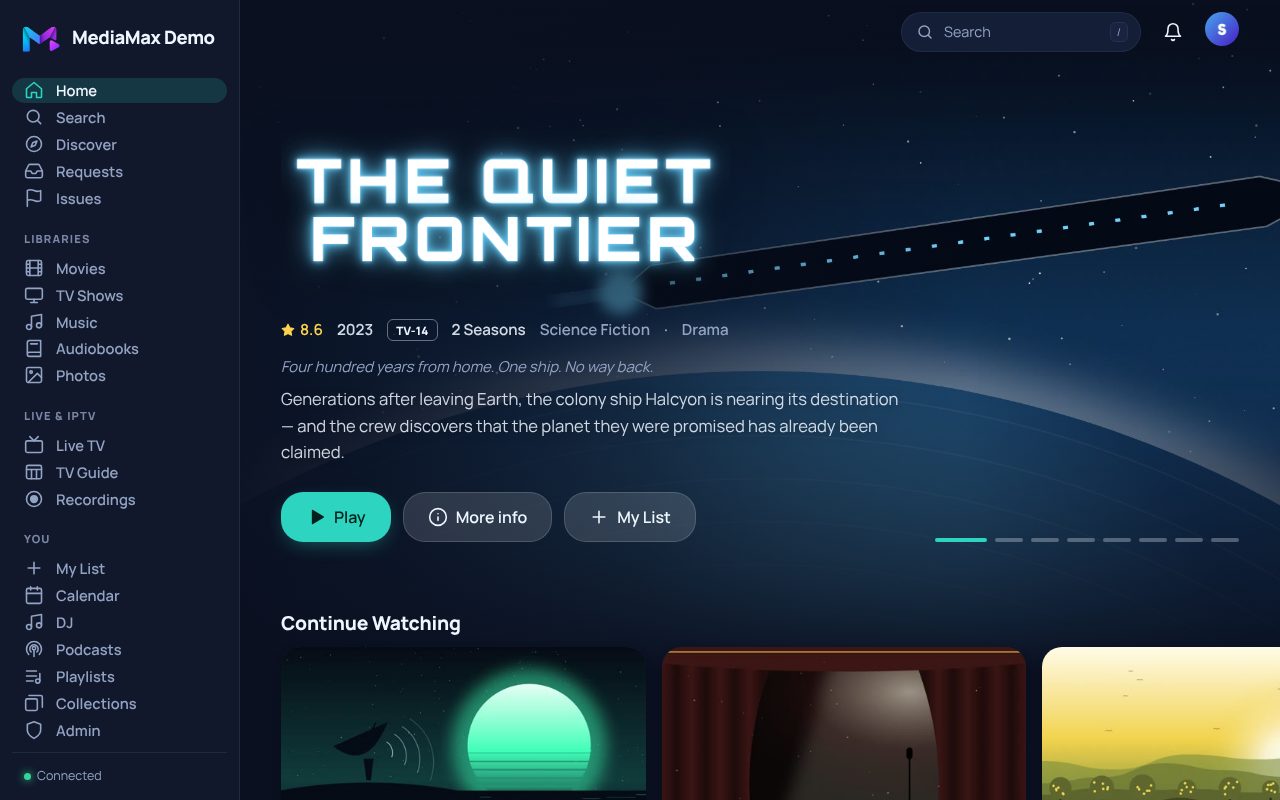 MediaMax Demo
Search
/
S
Home
Search
Discover
Requests
Issues
LIBRARIES
Movies
TV Shows
Music
Audiobooks
Photos
LIVE & IPTV
Live TV
TV Guide
Recordings
YOU
My List
Calendar
DJ
Podcasts
Playlists
Collections
Admin
Connected
THE QUIET
FRONTIER
8.6 2023 TV-14 2 Seasons Science Fiction · Drama
Four hundred years from home. One ship. No way back.
Generations after leaving Earth, the colony ship Halcyon is nearing its destination
— and the crew discovers that the planet they were promised has already been
claimed.
Play
More info
My List
Continue Watching